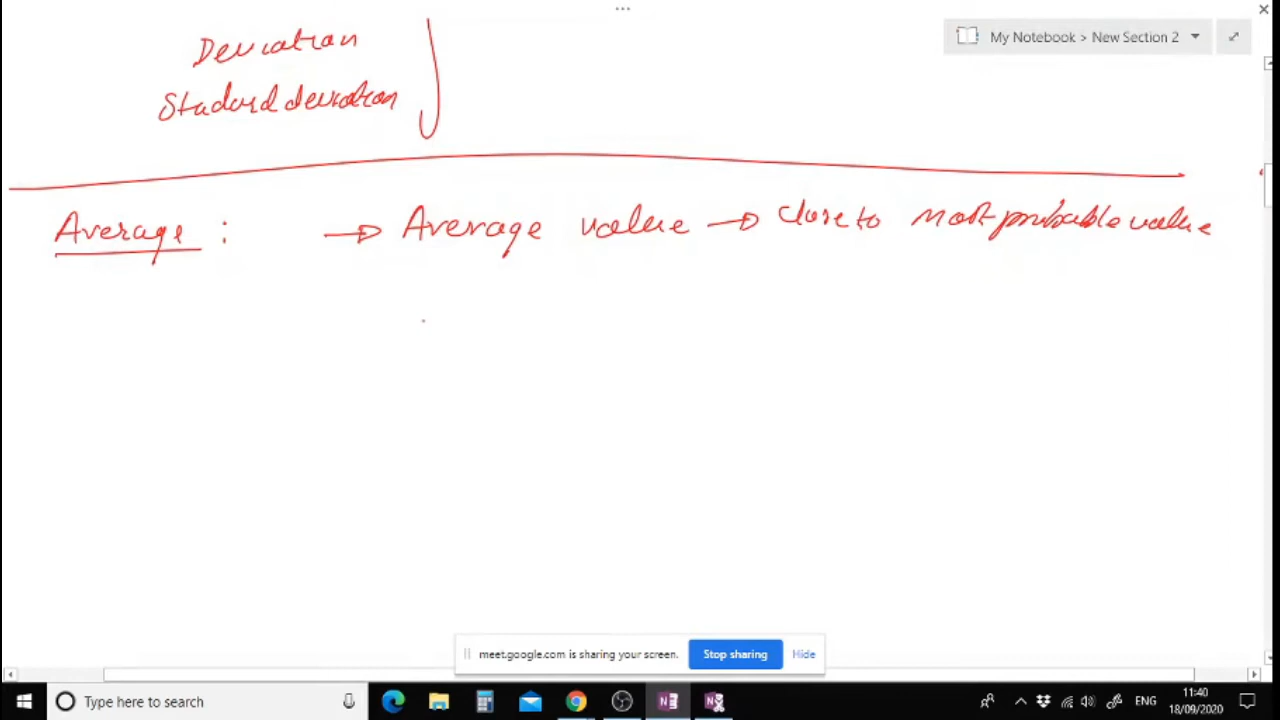 ...
My Notebook > New Section 2
Deviation
Standard deviation
Average : → Average value → Close to most probable value
meet.google.com is sharing your screen. Stop sharing Hide
Type here to search
ENG
11:40
18/09/2020